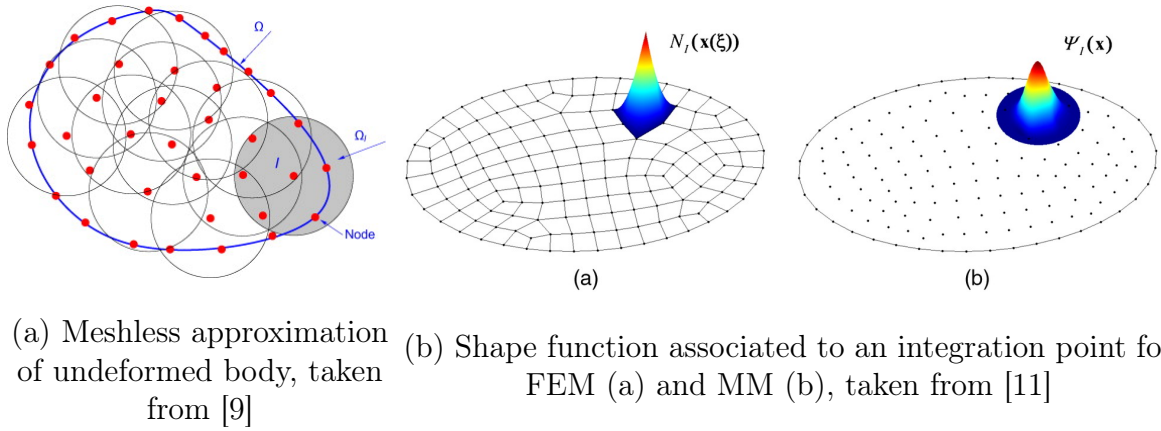 Ω
Ω_I
I
Node
N_I(x(ξ))
(a)
Ψ_I(x)
(b)
(a) Meshless approximation
of undeformed body, taken
from [9]
(b) Shape function associated to an integration point fo
FEM (a) and MM (b), taken from [11]